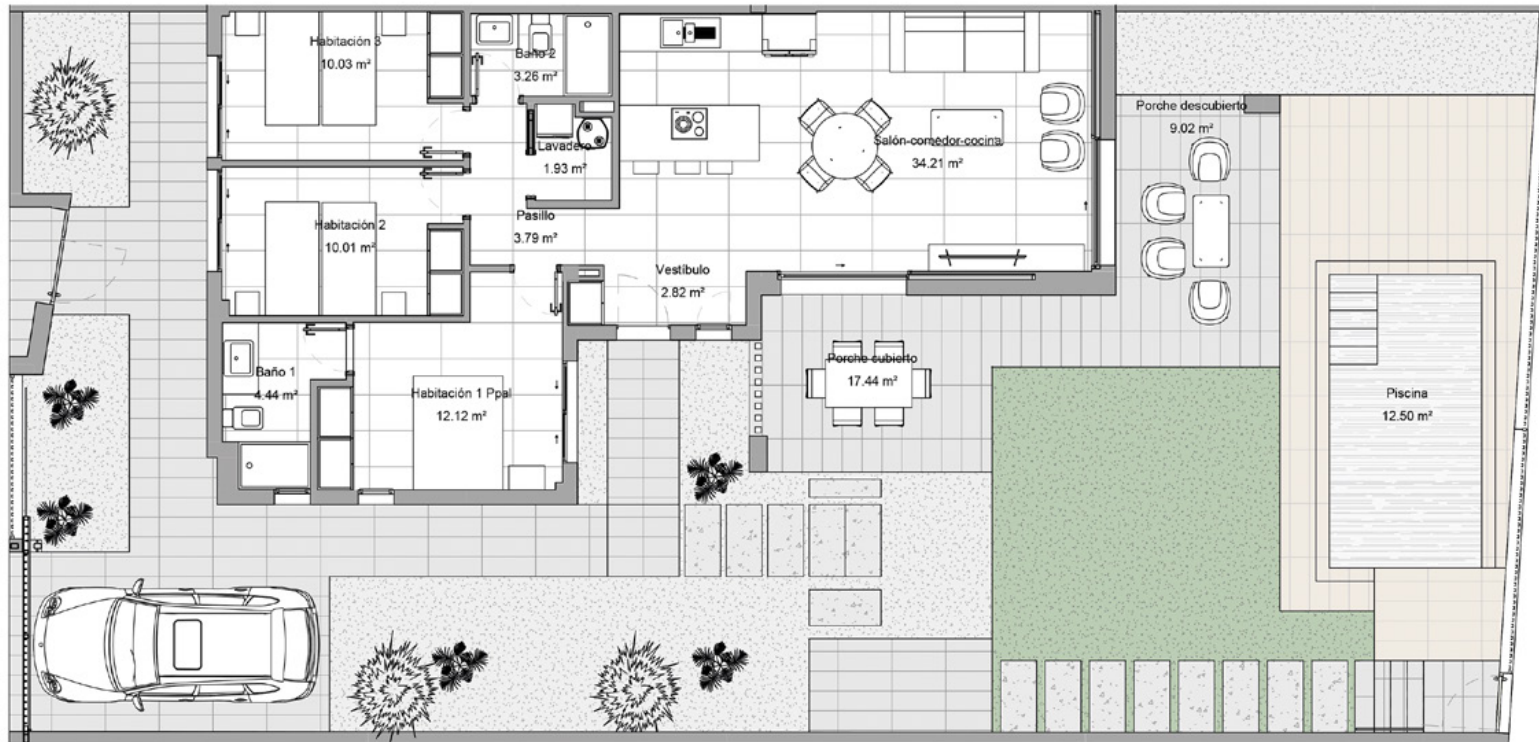 Habitación 3
10.03 m²
Baño 2
3.26 m²
Lavadero
1.93 m²
Salón-comedor-cocina
34.21 m²
Porche descubierto
9.02 m²
Habitación 2
10.01 m²
Pasillo
3.79 m²
Vestíbulo
2.82 m²
Baño 1
4.44 m²
Habitación 1 Ppal
12.12 m²
Porche cubierto
17.44 m²
Piscina
12.50 m²